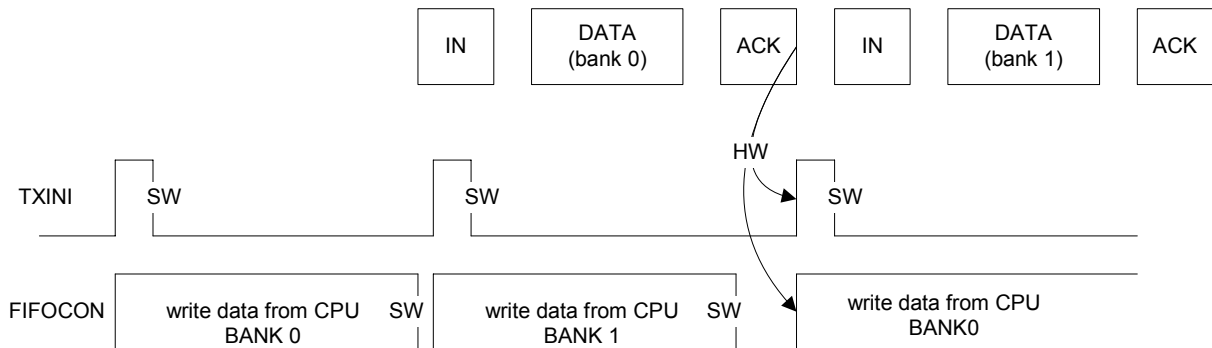 IN DATA (bank 0) ACK IN DATA (bank 1) ACK
HW
TXINI SW SW SW
FIFOCON write data from CPU BANK 0 SW write data from CPU BANK 1 SW write data from CPU BANK0